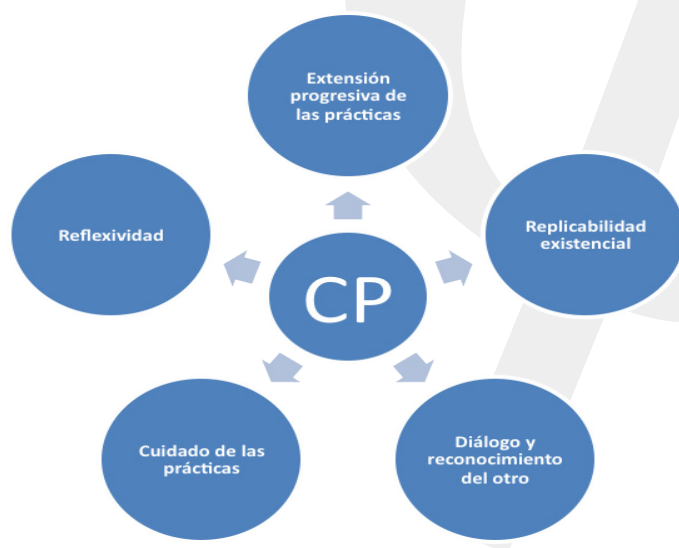 Extensión
progresiva de
las prácticas
Reflexividad
Replicabilidad
existencial
CP
Cuidado de las
prácticas
Diálogo y
reconocimiento
del otro